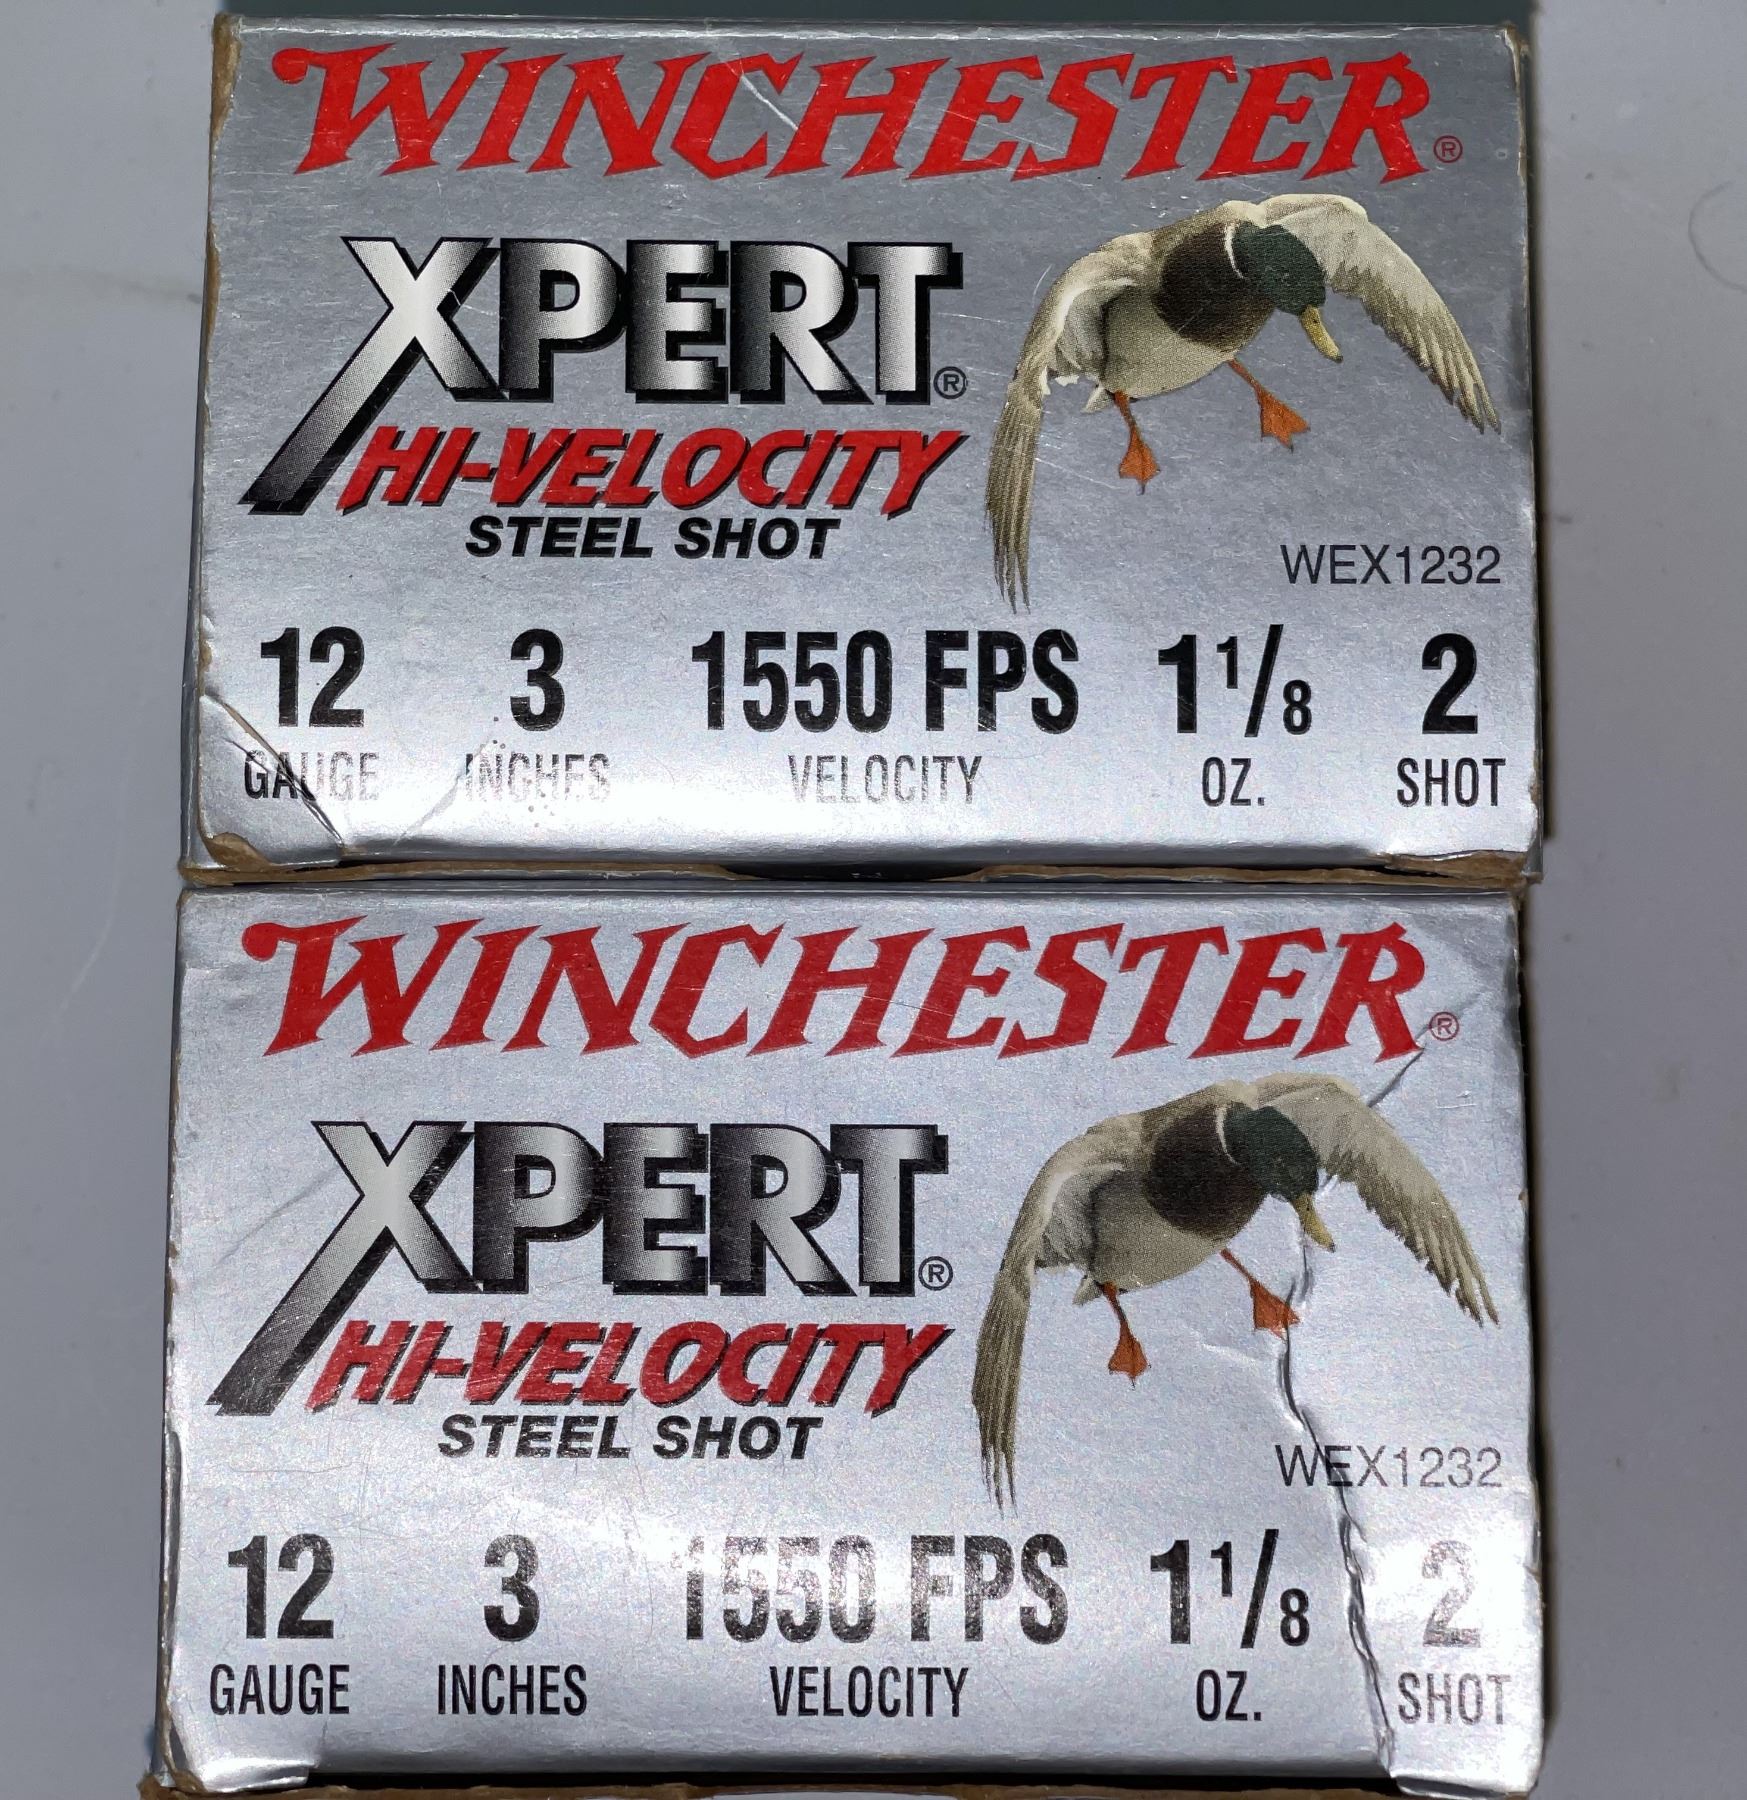 WINCHESTER®
XPERT®
HI-VELOCITY
STEEL SHOT
WEX1232
12 3 1550 FPS 1 1/8 2
GAUGE INCHES VELOCITY OZ. SHOT
WINCHESTER®
XPERT®
HI-VELOCITY
STEEL SHOT
WEX1232
12 3 1550 FPS 1 1/8 2
GAUGE INCHES VELOCITY OZ. SHOT